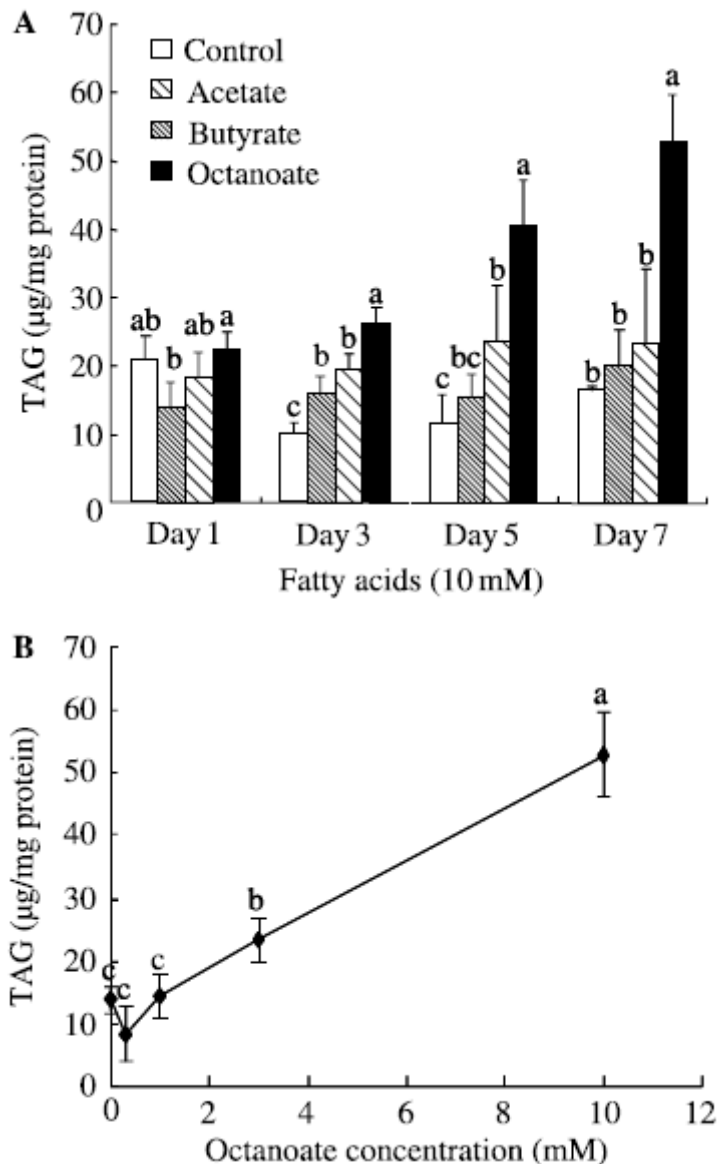 A
70
60
50
40
30
20
10
0
TAG (μg/mg protein)
Control
Acetate
Butyrate
Octanoate
ab b ab a
c b b a
c bc b a
b b b a
Day 1 Day 3 Day 5 Day 7
Fatty acids (10 mM)
B
70
60
50
40
30
20
10
0
TAG (μg/mg protein)
c c c b a
0 2 4 6 8 10 12
Octanoate concentration (mM)